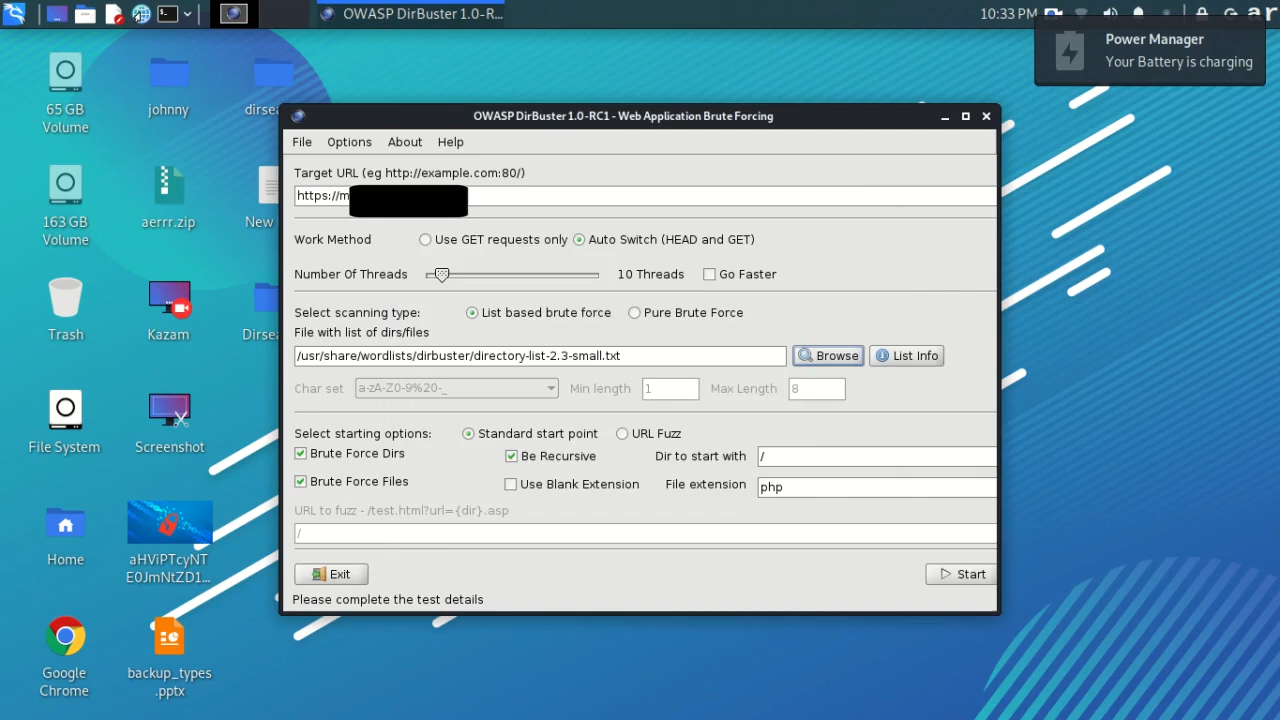 OWASP DirBuster 1.0-R...
10:33 PM
Power Manager
Your Battery is charging
65 GB
Volume
johnny
163 GB
Volume
aerrr.zip
New
Trash
Kazam
File System
Screenshot
Home
aHViPTcyNT
E0JmNtZD1...
Google
Chrome
backup_types
.pptx
OWASP DirBuster 1.0-RC1 - Web Application Brute Forcing
File Options About Help
Target URL (eg http://example.com:80/)
https://m
Work Method Use GET requests only Auto Switch (HEAD and GET)
Number Of Threads 10 Threads Go Faster
Select scanning type: List based brute force Pure Brute Force
File with list of dirs/files
/usr/share/wordlists/dirbuster/directory-list-2.3-small.txt Browse List Info
Char set a-zA-Z0-9%20-_ Min length 1 Max Length 8
Select starting options: Standard start point URL Fuzz
Brute Force Dirs Be Recursive Dir to start with /
Brute Force Files Use Blank Extension File extension php
URL to fuzz - /test.html?url={dir}.asp
/
Exit Start
Please complete the test details